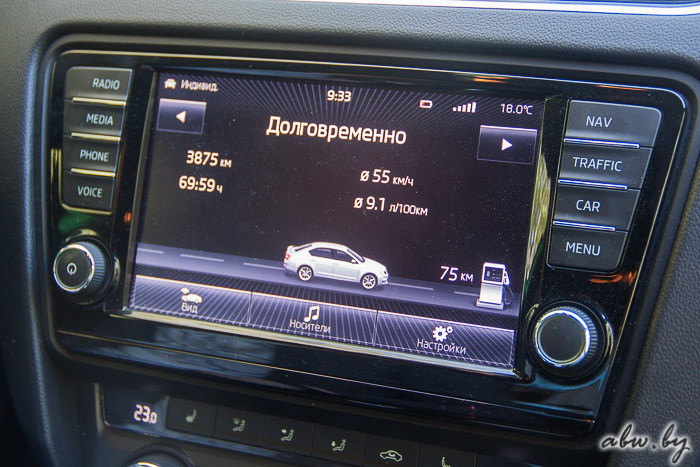 RADIO
MEDIA
PHONE
VOICE
Индивид.
9:33
18.0°C
Долговременно
3875 км
69:59 ч
ø 55 км/ч
ø 9.1 л/100км
75 км
Вид
Носители
Настройки
NAV
TRAFFIC
CAR
MENU
23.0
abw.by